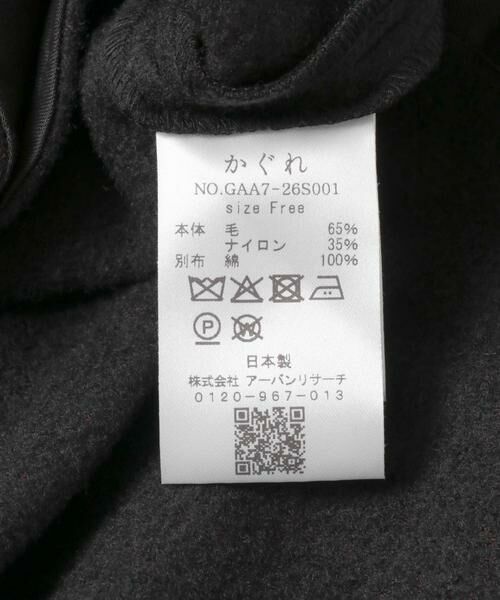 かぐれ
NO.GAA7-26S001
size Free
本体 毛 65%
ナイロン 35%
別布 綿 100%
P W
日本製
株式会社 アーバンリサーチ
0120-967-013